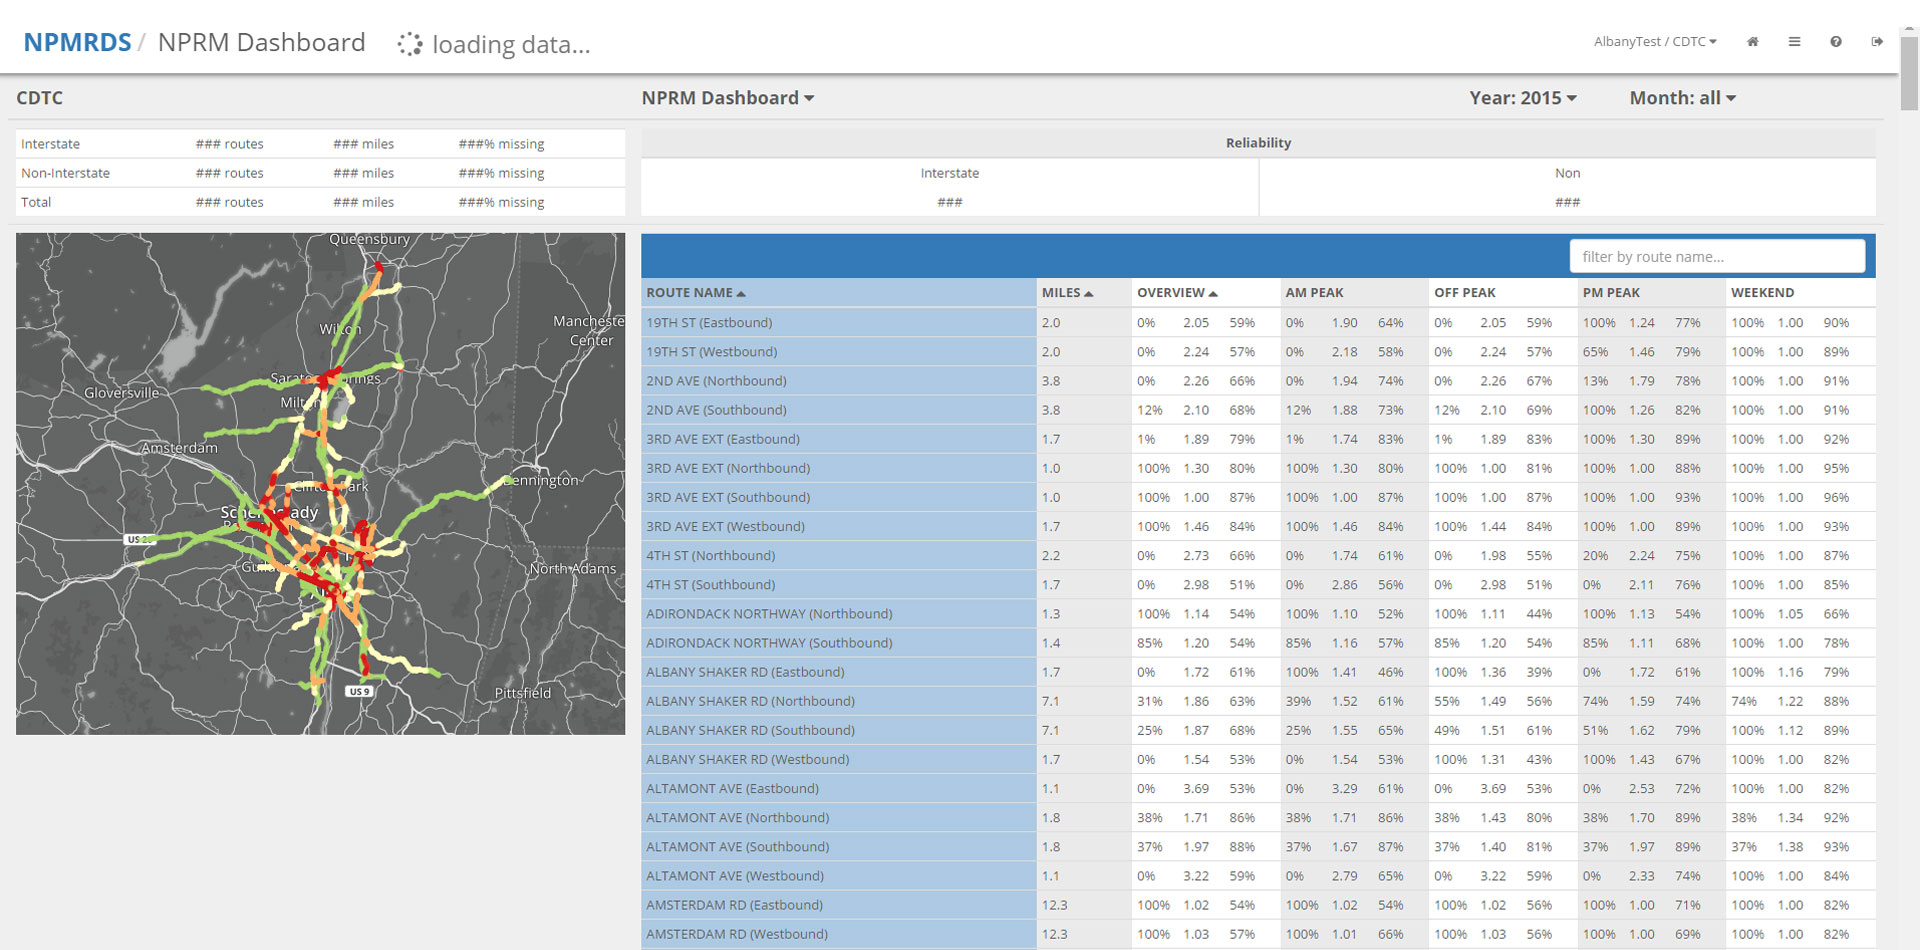 NPMRDS / NPRM Dashboard loading data... AlbanyTest / CDTC
CDTC NPRM Dashboard Year: 2015 Month: all
Interstate ### routes ### miles ###% missing
Non-Interstate ### routes ### miles ###% missing
Total ### routes ### miles ###% missing
Reliability
Interstate Non
### ###
Queensbury
Wilton
Manchester
Center
Gloversville
Milton
Amsterdam
Bennington
Clifton Park
Schenectady
US 20
North Adams
US 9
Pittsfield
filter by route name...
ROUTE NAME MILES OVERVIEW AM PEAK OFF PEAK PM PEAK WEEKEND
19TH ST (Eastbound) 2.0 0% 2.05 59% 0% 1.90 64% 0% 2.05 59% 100% 1.24 77% 100% 1.00 90%
19TH ST (Westbound) 2.0 0% 2.24 57% 0% 2.18 58% 0% 2.24 57% 65% 1.46 79% 100% 1.00 89%
2ND AVE (Northbound) 3.8 0% 2.26 66% 0% 1.94 74% 0% 2.26 67% 13% 1.79 78% 100% 1.00 91%
2ND AVE (Southbound) 3.8 12% 2.10 68% 12% 1.88 73% 12% 2.10 69% 100% 1.26 82% 100% 1.00 91%
3RD AVE EXT (Eastbound) 1.7 1% 1.89 79% 1% 1.74 83% 1% 1.89 83% 100% 1.30 89% 100% 1.00 92%
3RD AVE EXT (Northbound) 1.0 100% 1.30 80% 100% 1.30 80% 100% 1.00 81% 100% 1.00 88% 100% 1.00 95%
3RD AVE EXT (Southbound) 1.0 100% 1.00 87% 100% 1.00 87% 100% 1.00 87% 100% 1.00 93% 100% 1.00 96%
3RD AVE EXT (Westbound) 1.7 100% 1.46 84% 100% 1.46 84% 100% 1.44 84% 100% 1.00 89% 100% 1.00 93%
4TH ST (Northbound) 2.2 0% 2.73 66% 0% 1.74 61% 0% 1.98 55% 20% 2.24 75% 100% 1.00 87%
4TH ST (Southbound) 1.7 0% 2.98 51% 0% 2.86 56% 0% 2.98 51% 0% 2.11 76% 100% 1.00 85%
ADIRONDACK NORTHWAY (Northbound) 1.3 100% 1.14 54% 100% 1.10 52% 100% 1.11 44% 100% 1.13 54% 100% 1.05 66%
ADIRONDACK NORTHWAY (Southbound) 1.4 85% 1.20 54% 85% 1.16 57% 85% 1.20 54% 85% 1.11 68% 100% 1.00 78%
ALBANY SHAKER RD (Eastbound) 1.7 0% 1.72 61% 100% 1.41 46% 100% 1.36 39% 0% 1.72 61% 100% 1.16 79%
ALBANY SHAKER RD (Northbound) 7.1 31% 1.86 63% 39% 1.52 61% 55% 1.49 56% 74% 1.59 74% 74% 1.22 88%
ALBANY SHAKER RD (Southbound) 7.1 25% 1.87 68% 25% 1.55 65% 49% 1.51 61% 51% 1.62 79% 100% 1.12 89%
ALBANY SHAKER RD (Westbound) 1.7 0% 1.54 53% 0% 1.54 53% 100% 1.31 43% 100% 1.43 67% 100% 1.00 82%
ALTAMONT AVE (Eastbound) 1.1 0% 3.69 53% 0% 3.29 61% 0% 3.69 53% 0% 2.53 72% 100% 1.00 82%
ALTAMONT AVE (Northbound) 1.8 38% 1.71 86% 38% 1.71 86% 38% 1.43 80% 38% 1.70 89% 38% 1.34 92%
ALTAMONT AVE (Southbound) 1.8 37% 1.97 88% 37% 1.67 87% 37% 1.40 81% 37% 1.97 89% 37% 1.38 93%
ALTAMONT AVE (Westbound) 1.1 0% 3.22 59% 0% 2.79 65% 0% 3.22 59% 0% 2.33 74% 100% 1.00 84%
AMSTERDAM RD (Eastbound) 12.3 100% 1.02 54% 100% 1.02 54% 100% 1.02 56% 100% 1.00 71% 100% 1.00 82%
AMSTERDAM RD (Westbound) 12.3 100% 1.03 57% 100% 1.01 66% 100% 1.03 56% 100% 1.00 69% 100% 1.00 82%